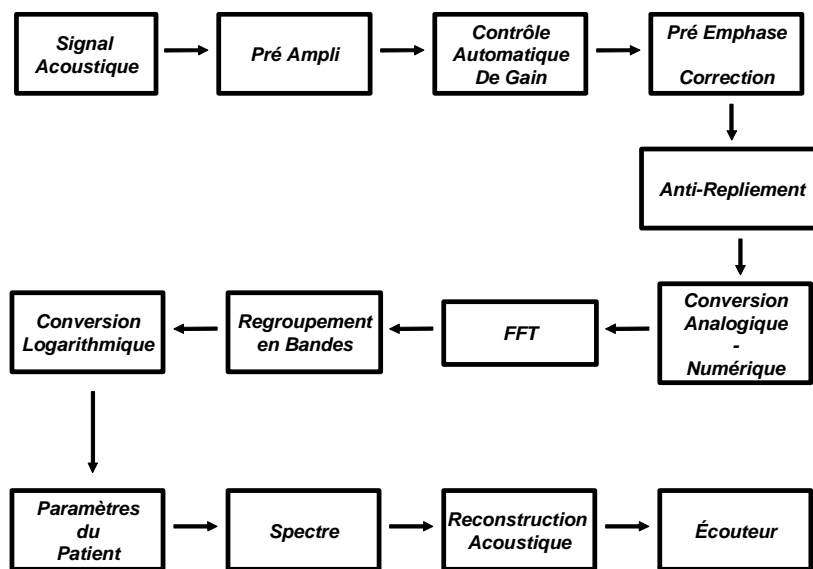 Signal
Acoustique
Pré Ampli
Contrôle
Automatique
De Gain
Pré Emphase
Correction
Anti-Repliement
Conversion
Analogique
-
Numérique
FFT
Regroupement
en Bandes
Conversion
Logarithmique
Paramètres
du
Patient
Spectre
Reconstruction
Acoustique
Écouteur